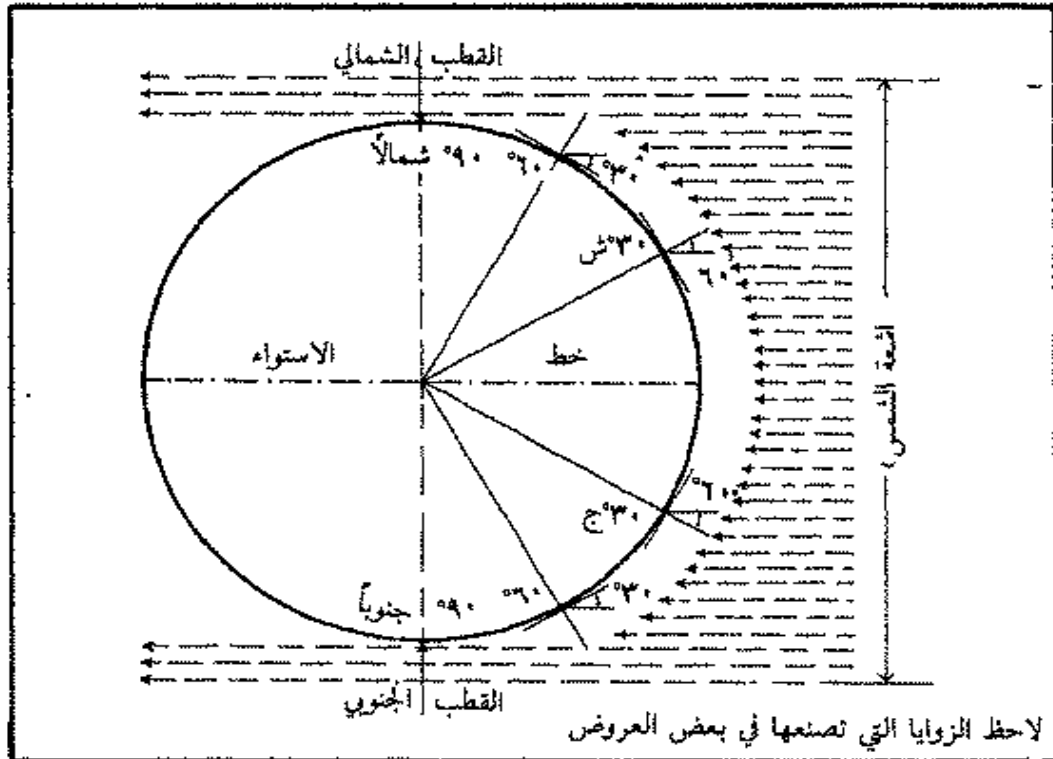 القطب الشمالي
٩٠° شمالاً
٦٠°
٣٠°
٣٠° ش
٦٠
خط الاستواء
أشعة الشمس
٦٠°
٣٠° ج
٣٠°
٦٠°
٩٠° جنوباً
القطب الجنوبي
لاحظ الزوايا التي تصنعها في بعض العروض